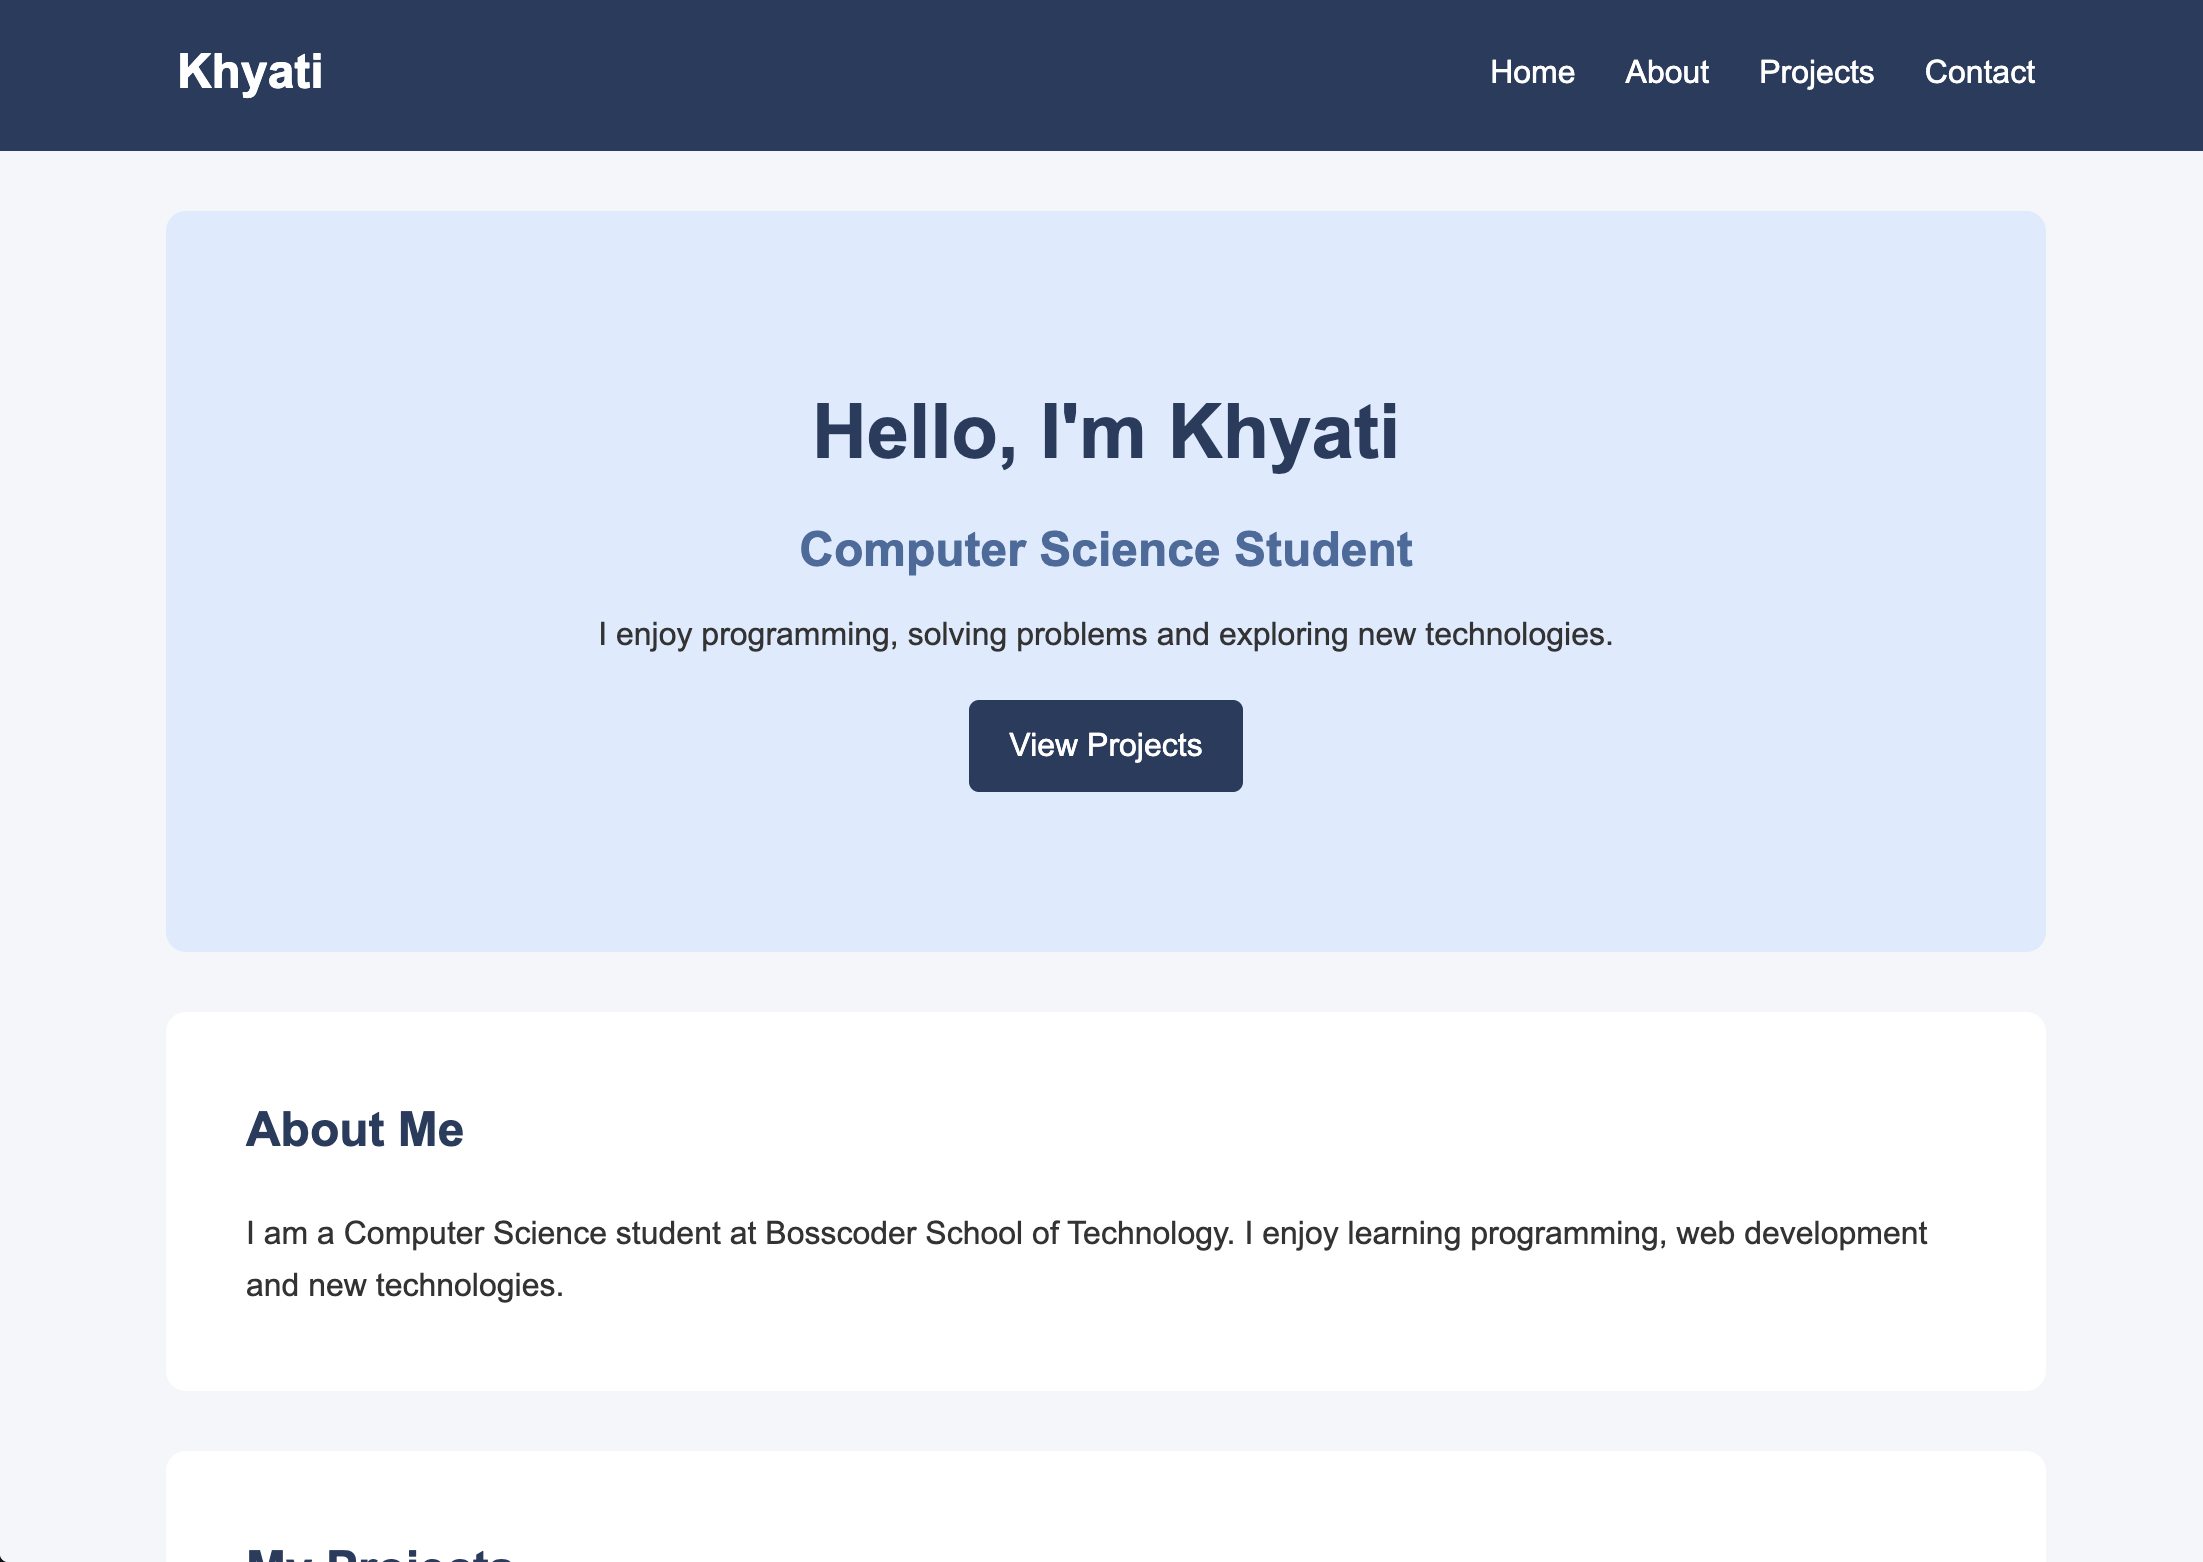 Khyati
Home About Projects Contact
Hello, I'm Khyati
Computer Science Student
I enjoy programming, solving problems and exploring new technologies.
View Projects
About Me
I am a Computer Science student at Bosscoder School of Technology. I enjoy learning programming, web development
and new technologies.
My Projects